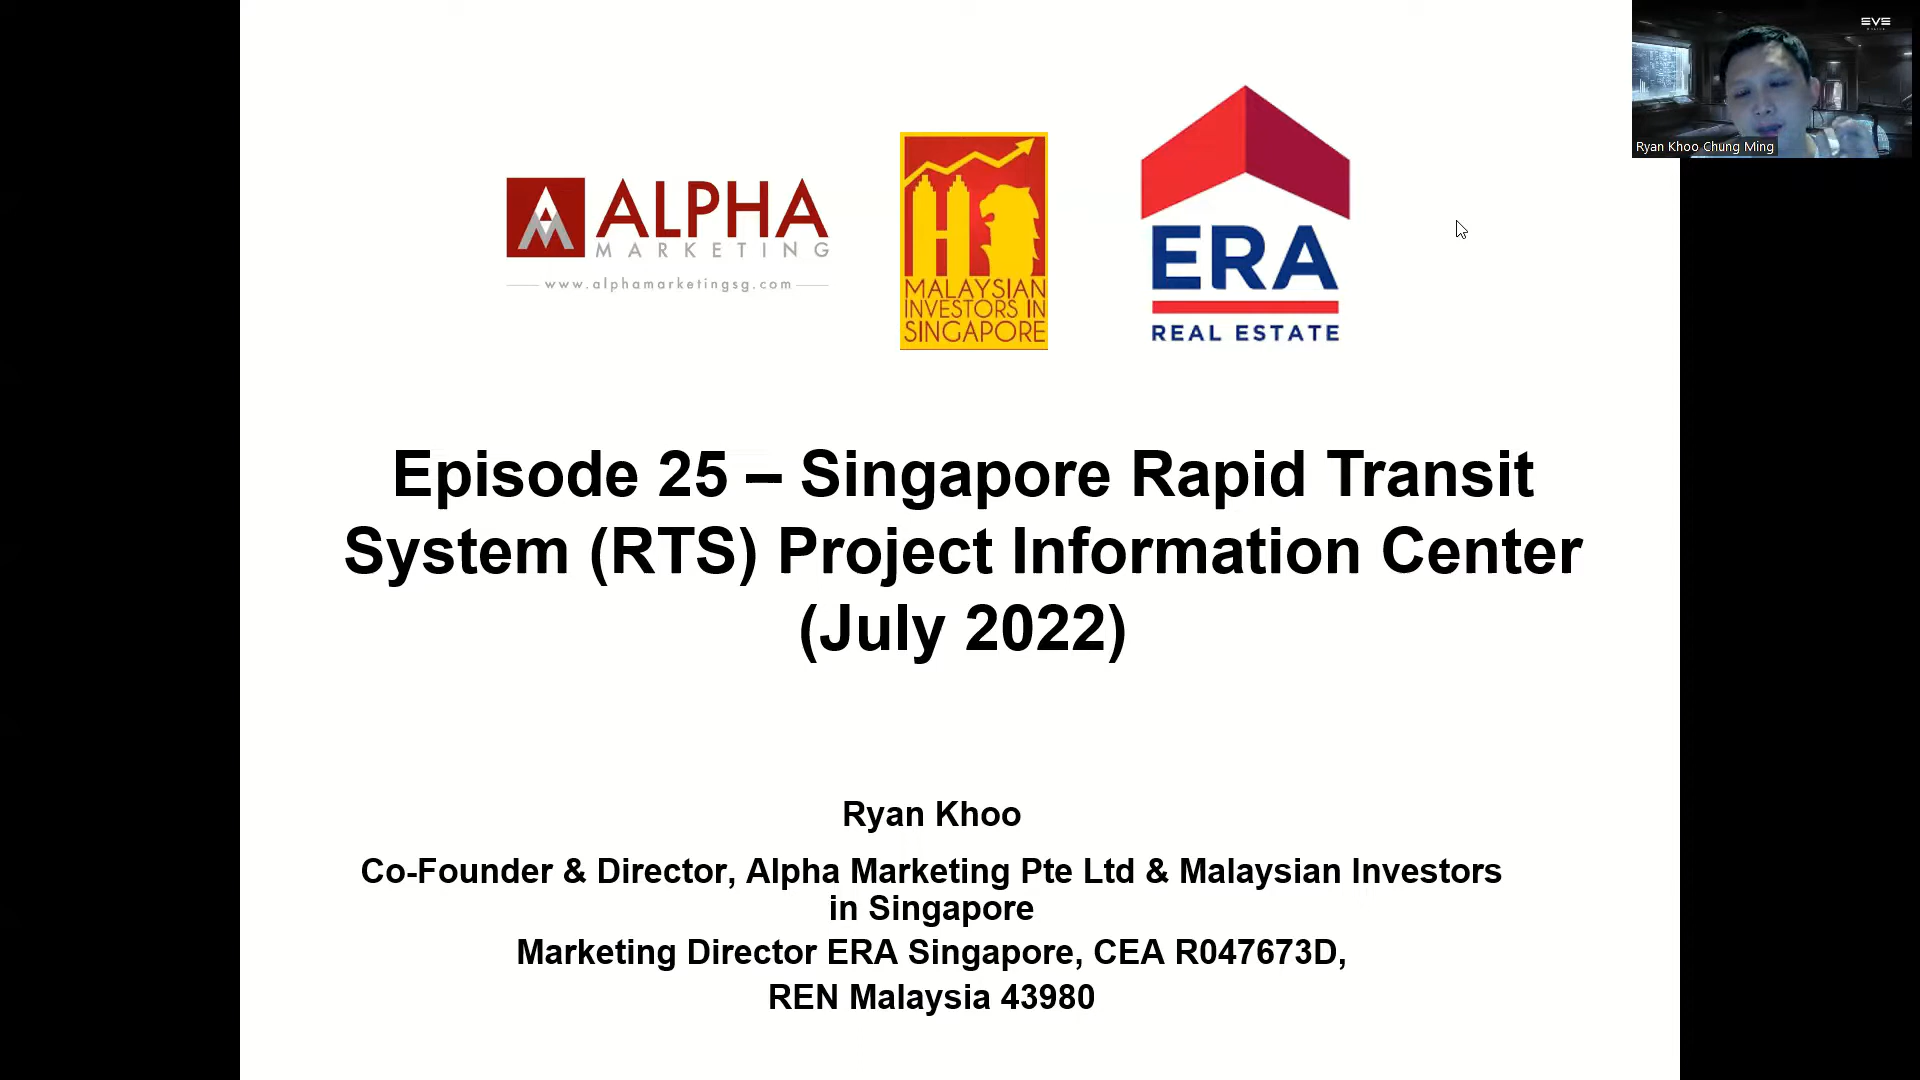 EVE
Ryan Khoo Chung Ming
ALPHA
MARKETING
www.alphamarketingsg.com
MALAYSIAN
INVESTORS IN
SINGAPORE
ERA
REAL ESTATE
Episode 25 – Singapore Rapid Transit
System (RTS) Project Information Center
(July 2022)
Ryan Khoo
Co-Founder & Director, Alpha Marketing Pte Ltd & Malaysian Investors
in Singapore
Marketing Director ERA Singapore, CEA R047673D,
REN Malaysia 43980